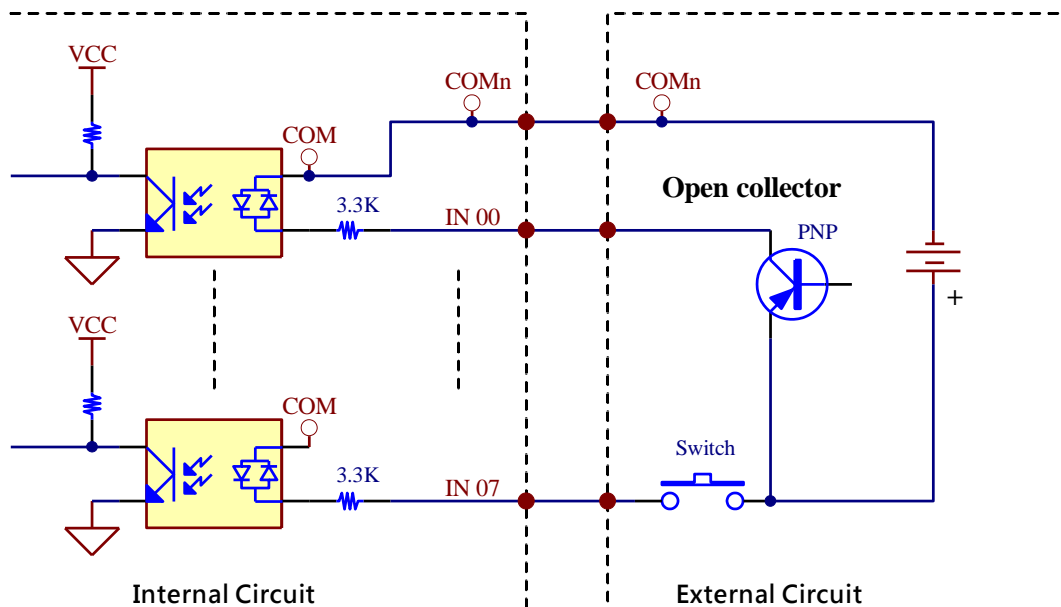 VCC
COMn
COMn
COM
Open collector
3.3K
IN 00
PNP
+
VCC
COM
Switch
3.3K
IN 07
Internal Circuit
External Circuit